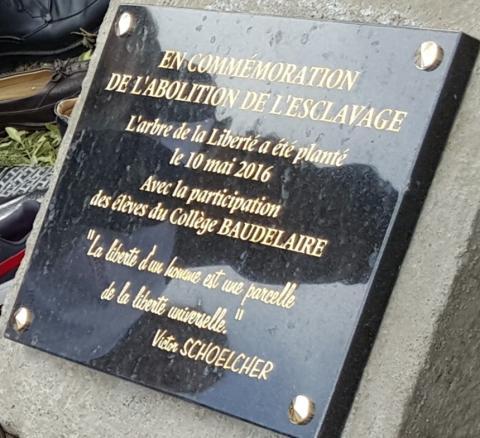 EN COMMÉMORATION
DE L'ABOLITION DE L'ESCLAVAGE
L'arbre de la Liberté a été planté
le 10 mai 2016
Avec la participation
des élèves du Collège BAUDELAIRE
"La liberté d'un homme est une parcelle
de la liberté universelle."
Victor SCHOELCHER